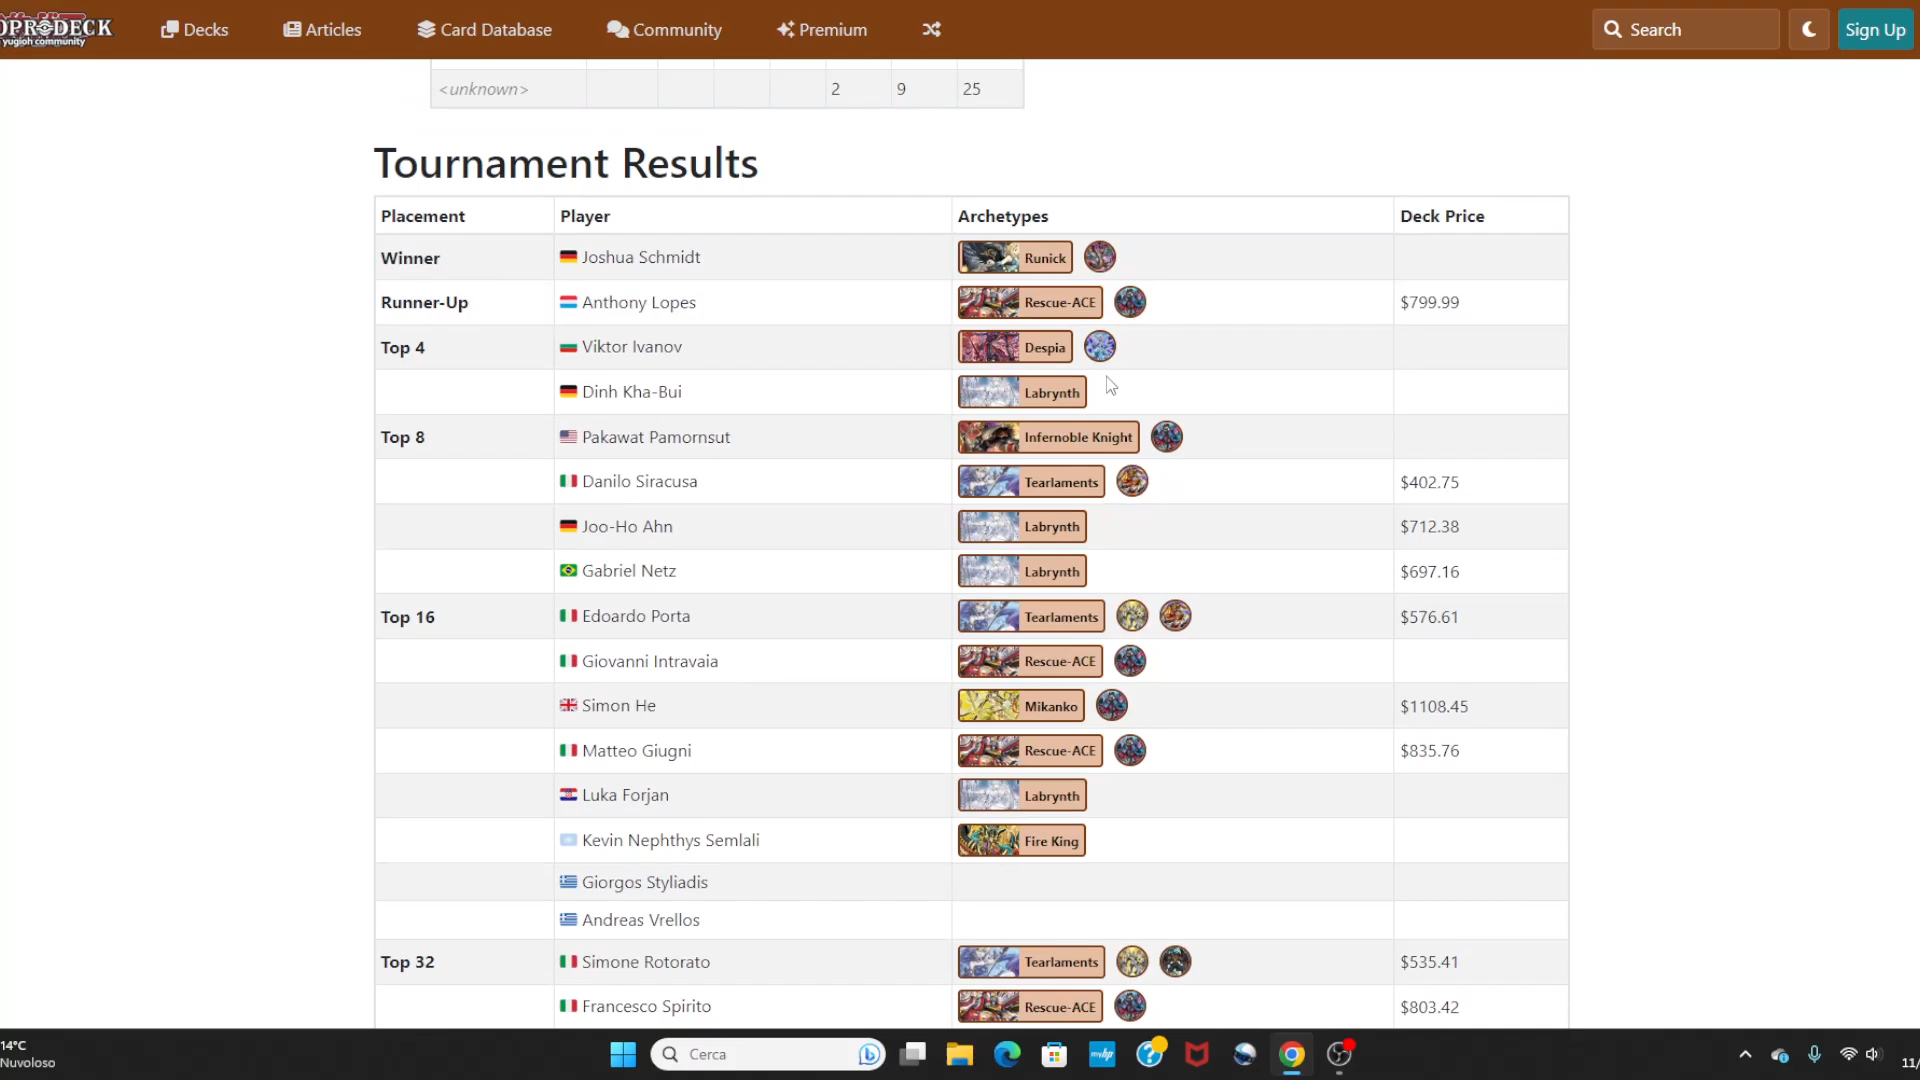 OPRODECK
yugioh community
Decks
Articles
Card Database
Community
Premium
Search
Sign Up
<unknown> 2 9 25
Tournament Results
Placement Player Archetypes Deck Price
Winner Joshua Schmidt Runick
Runner-Up Anthony Lopes Rescue-ACE $799.99
Top 4 Viktor Ivanov Despia
Dinh Kha-Bui Labrynth
Top 8 Pakawat Pamornsut Infernoble Knight
Danilo Siracusa Tearlaments $402.75
Joo-Ho Ahn Labrynth $712.38
Gabriel Netz Labrynth $697.16
Top 16 Edoardo Porta Tearlaments $576.61
Giovanni Intravaia Rescue-ACE
Simon He Mikanko $1108.45
Matteo Giugni Rescue-ACE $835.76
Luka Forjan Labrynth
Kevin Nephthys Semlali Fire King
Giorgos Styliadis
Andreas Vrellos
Top 32 Simone Rotorato Tearlaments $535.41
Francesco Spirito Rescue-ACE $803.42
14°C
Nuvoloso
Cerca
myhp
11/